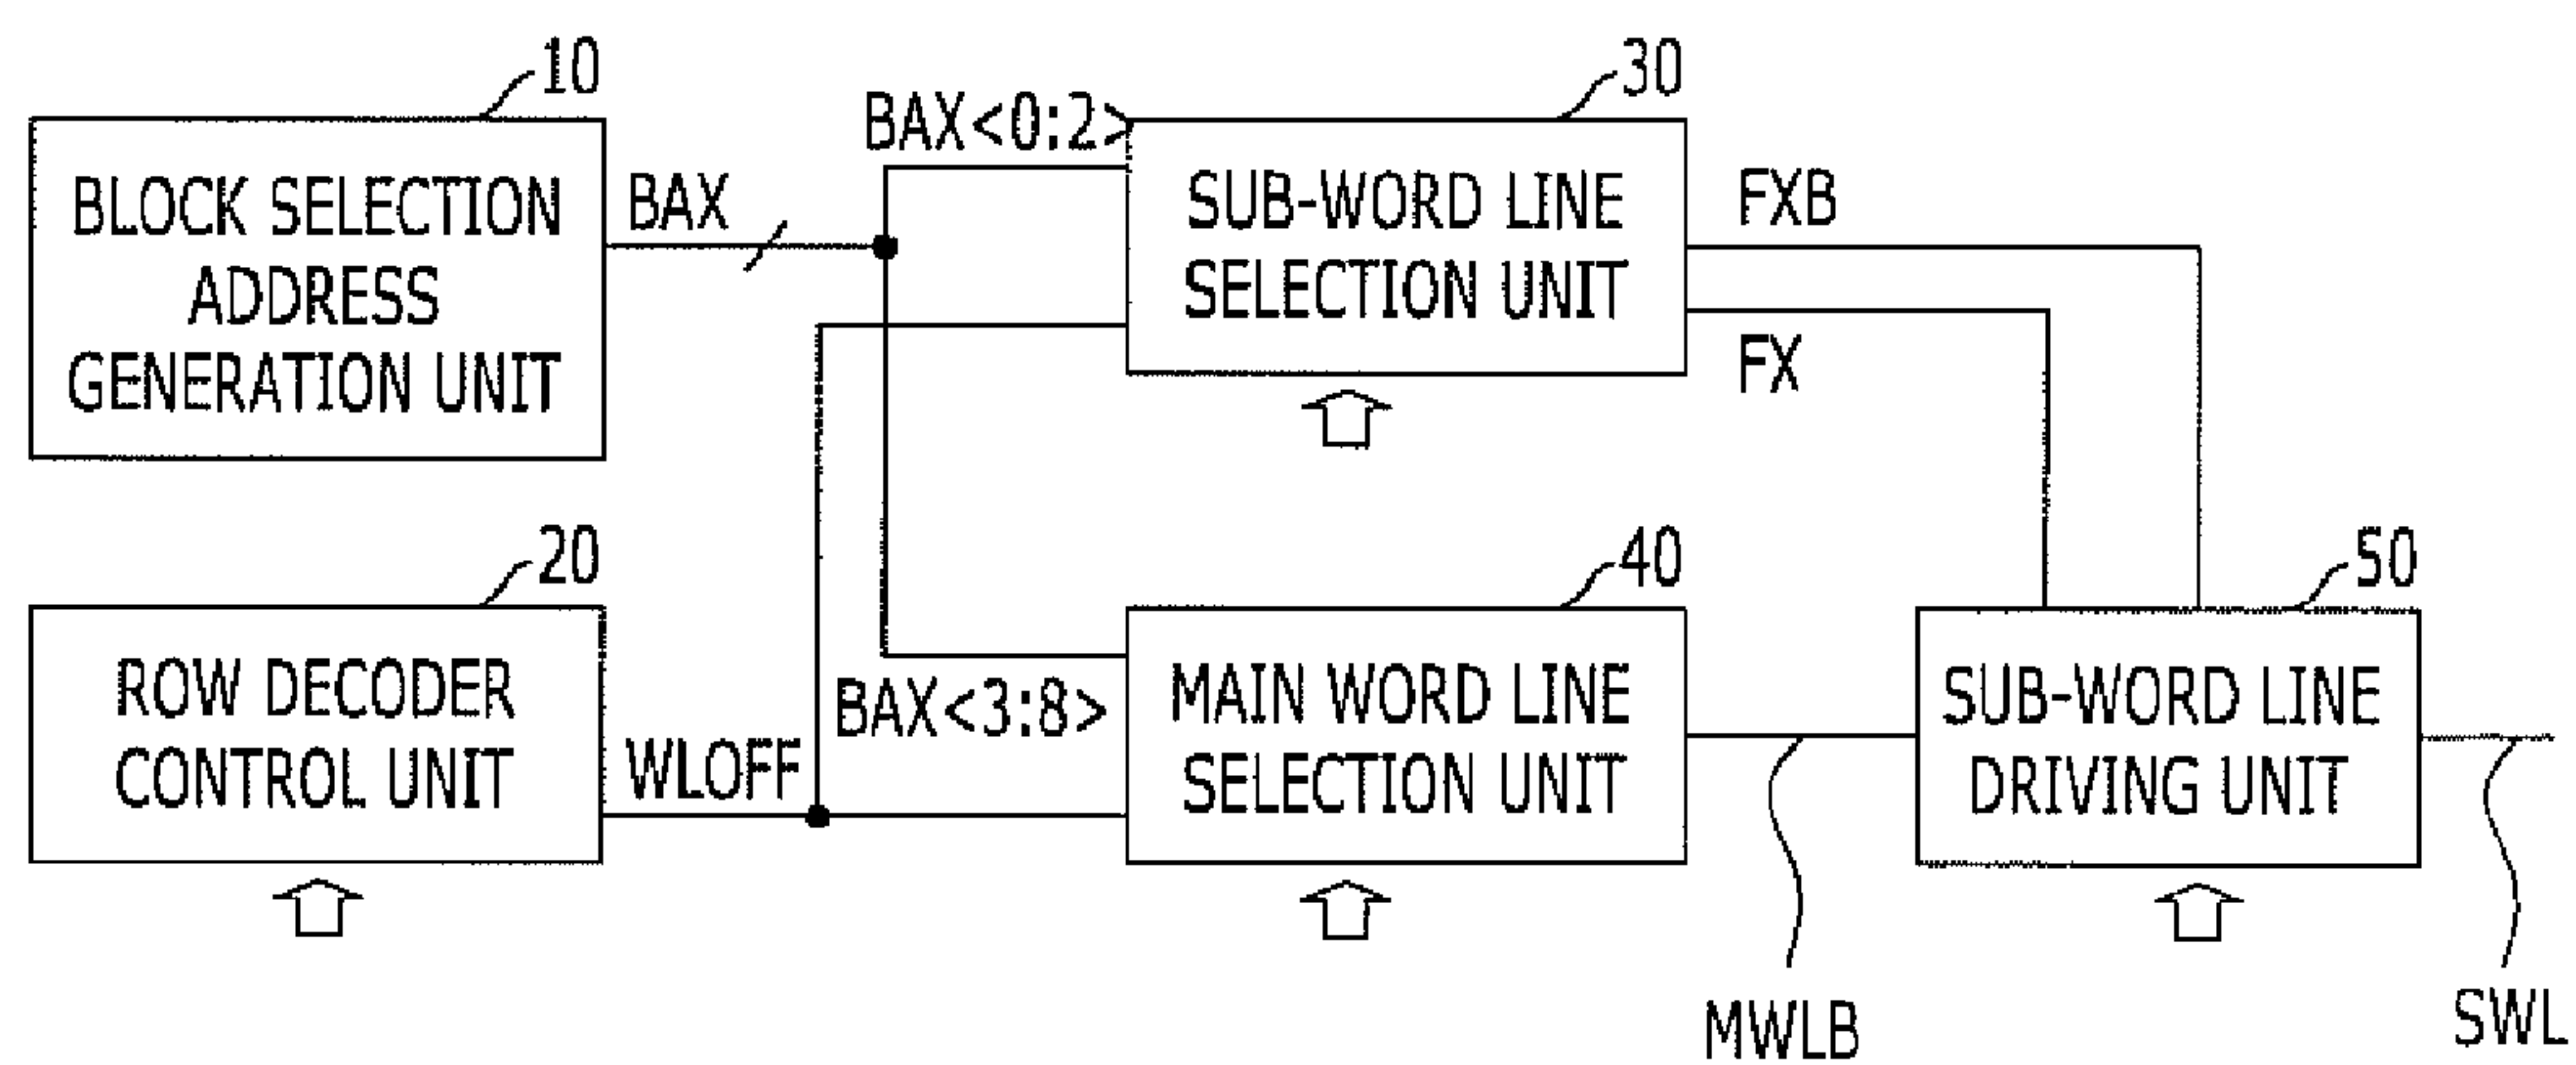 10
BLOCK SELECTION
ADDRESS
GENERATION UNIT
BAX
BAX<0:2>
30
SUB-WORD LINE
SELECTION UNIT
FXB
FX
20
ROW DECODER
CONTROL UNIT
WLOFF
BAX<3:8>
40
MAIN WORD LINE
SELECTION UNIT
MWLB
50
SUB-WORD LINE
DRIVING UNIT
SWL